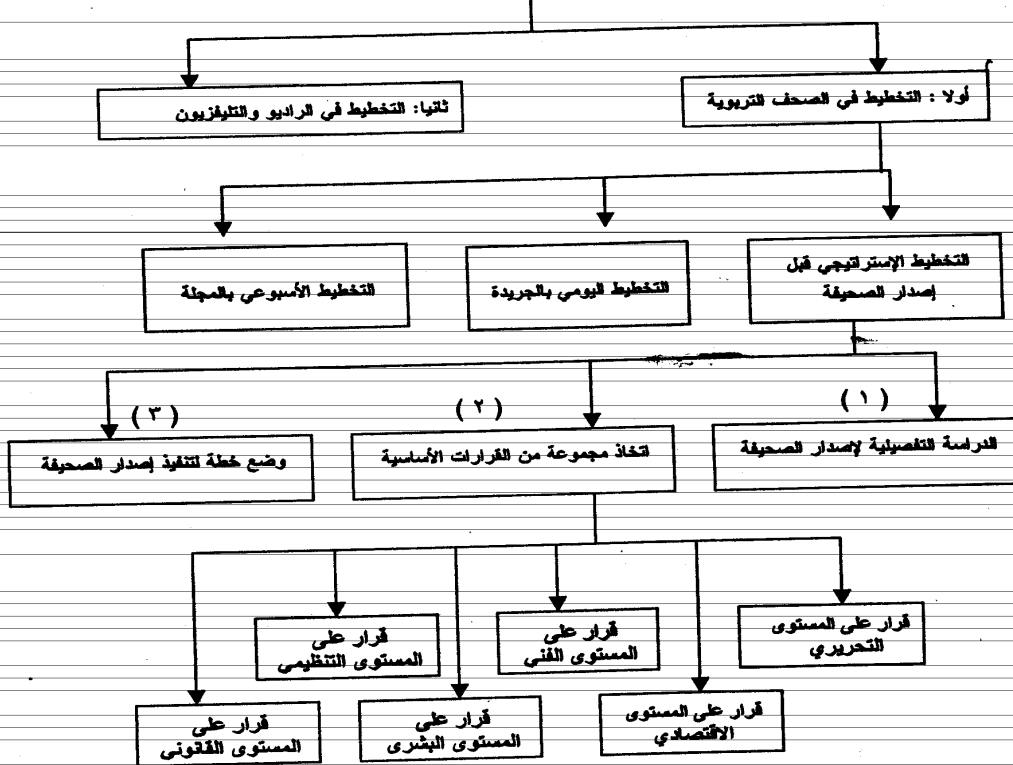 أولا : التخطيط في الصحف التربوية
ثانيا: التخطيط في الراديو والتليفزيون
التخطيط الإستراتيجي قبل
إصدار الصحيفة
التخطيط اليومي بالجريدة
التخطيط الأسبوعي بالمجلة
( ١ )
( ٢ )
( ٣ )
الدراسة التفصيلية لإصدار الصحيفة
اتخاذ مجموعة من القرارات الأساسية
وضع خطة لتنفيذ إصدار الصحيفة
قرار على المستوى
التحريري
قرار على
المستوى الفني
قرار على
المستوى التنظيمى
قرار على المستوى
الاقتصادي
قرار على
المستوى البشرى
قرار على
المستوى القانونى